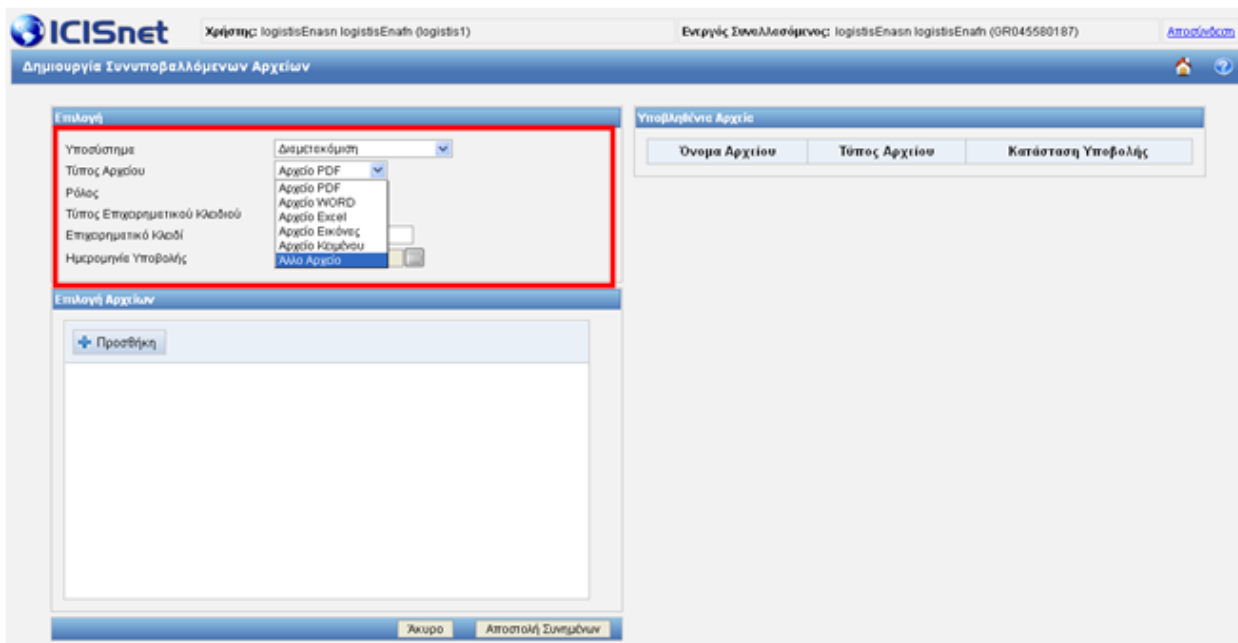 ICISnet
Χρήστης: logistisEnasn logistisEnafn (logistis1)
Ενεργός Συναλλασόμενος: logistisEnasn logistisEnafn (GR045580187)
Αποσύνδεση
Δημιουργία Συνυποβαλλόμενων Αρχείων
Επιλογή
Υποσύστημα
Διαμετακόμιση
Τύπος Αρχείου
Αρχείο PDF
Αρχείο PDF
Αρχείο WORD
Αρχείο Excel
Αρχείο Εικόνας
Αρχείο Κειμένου
Άλλο Αρχείο
Ρόλος
Τύπος Επιχειρηματικού Κλειδιού
Επιχειρηματικό Κλειδί
Ημερομηνία Υποβολής
Επιλογή Αρχείων
Προσθήκη
Άκυρο
Αποστολή Συνημένων
Υποβληθέντα Αρχεία
Όνομα Αρχείου
Τύπος Αρχείου
Κατάσταση Υποβολής